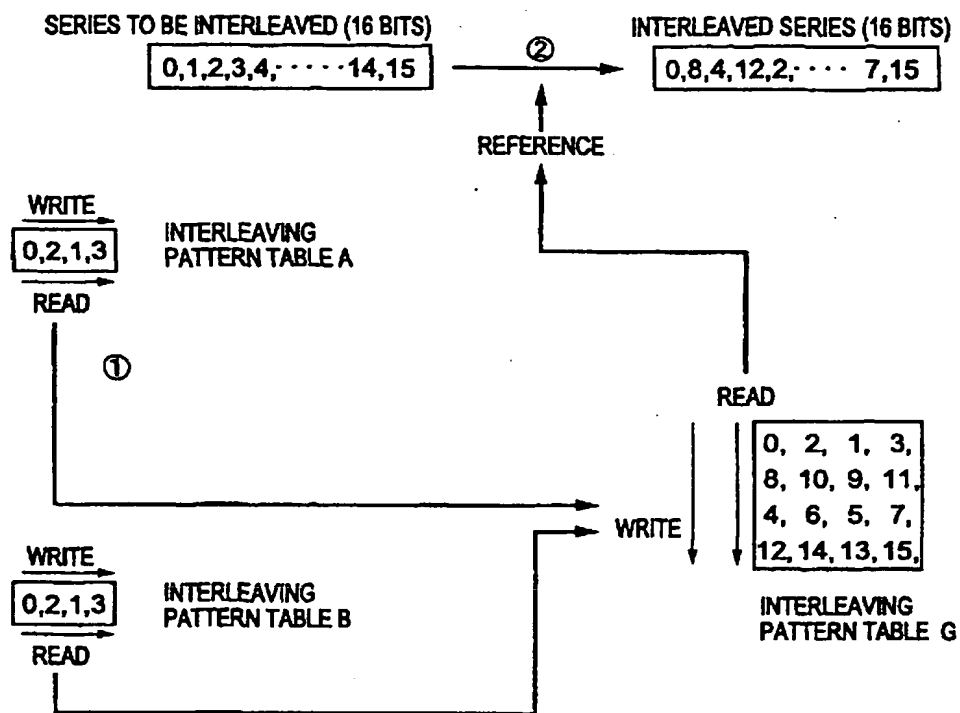 SERIES TO BE INTERLEAVED (16 BITS)
0,1,2,3,4,·····14,15
②
INTERLEAVED SERIES (16 BITS)
0,8,4,12,2,···· 7,15
REFERENCE
WRITE
0,2,1,3
READ
INTERLEAVING
PATTERN TABLE A
①
READ
WRITE
0, 2, 1, 3,
8, 10, 9, 11,
4, 6, 5, 7,
12, 14, 13, 15,
INTERLEAVING
PATTERN TABLE G
WRITE
0,2,1,3
READ
INTERLEAVING
PATTERN TABLE B